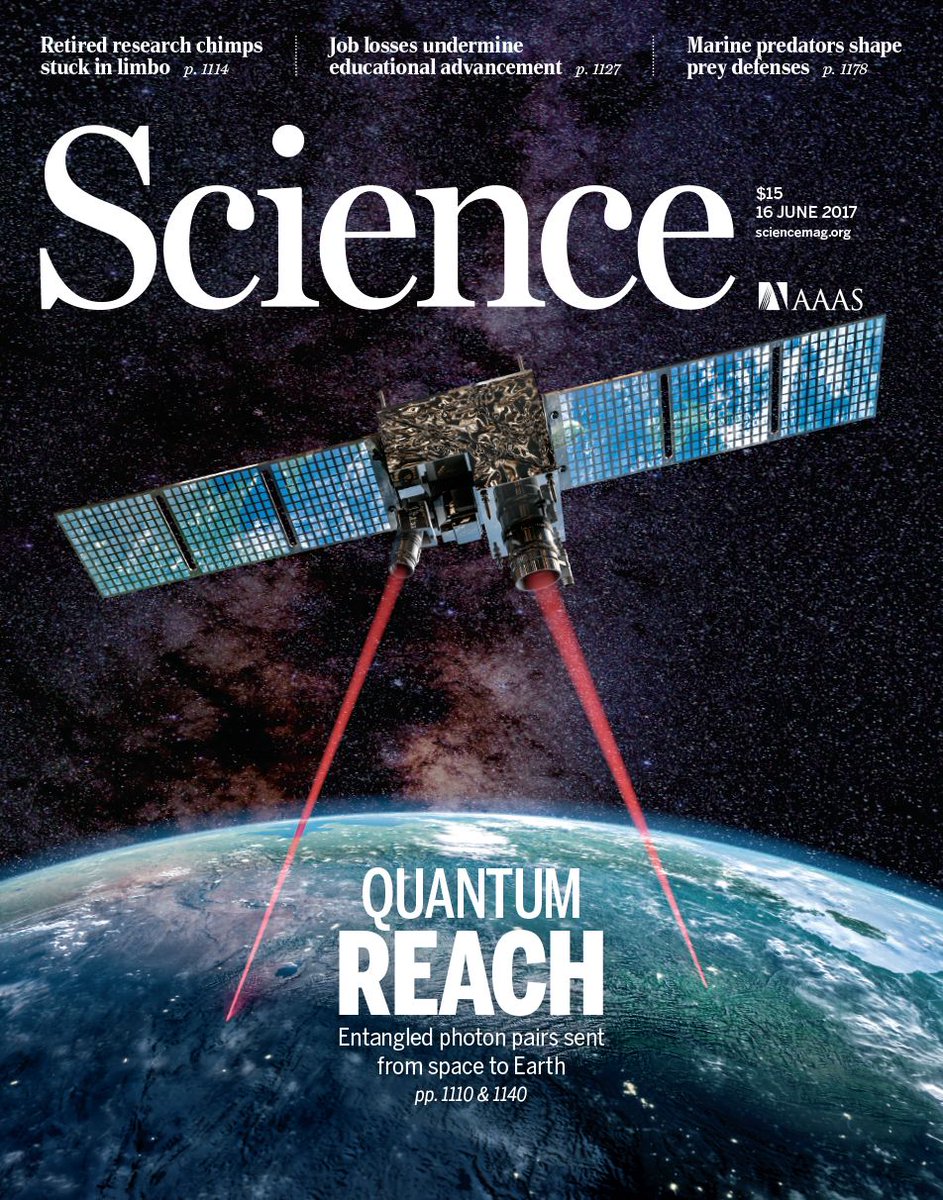 Retired research chimps
stuck in limbo p. 1114
Job losses undermine
educational advancement p. 1127
Marine predators shape
prey defenses p. 1178
Science
$15
16 JUNE 2017
sciencemag.org
AAAS
QUANTUM
REACH
Entangled photon pairs sent
from space to Earth
pp. 1110 & 1140